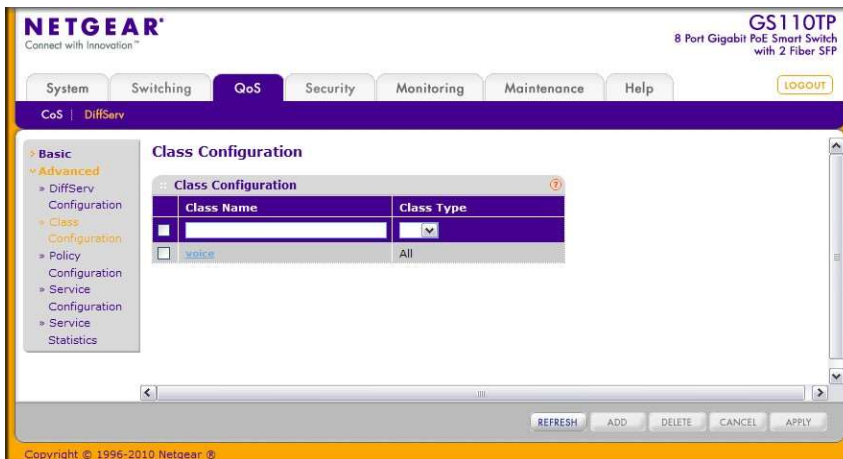 NETGEAR®
Connect with Innovation™
GS110TP
8 Port Gigabit PoE Smart Switch
with 2 Fiber SFP
System
Switching
QoS
Security
Monitoring
Maintenance
Help
LOGOUT
CoS | DiffServ
Basic
Advanced
» DiffServ
Configuration
» Class
Configuration
» Policy
Configuration
» Service
Configuration
» Service
Statistics
Class Configuration
Class Configuration
?
Class Name
Class Type
voice
All
REFRESH
ADD
DELETE
CANCEL
APPLY
Copyright © 1996-2010 Netgear ®